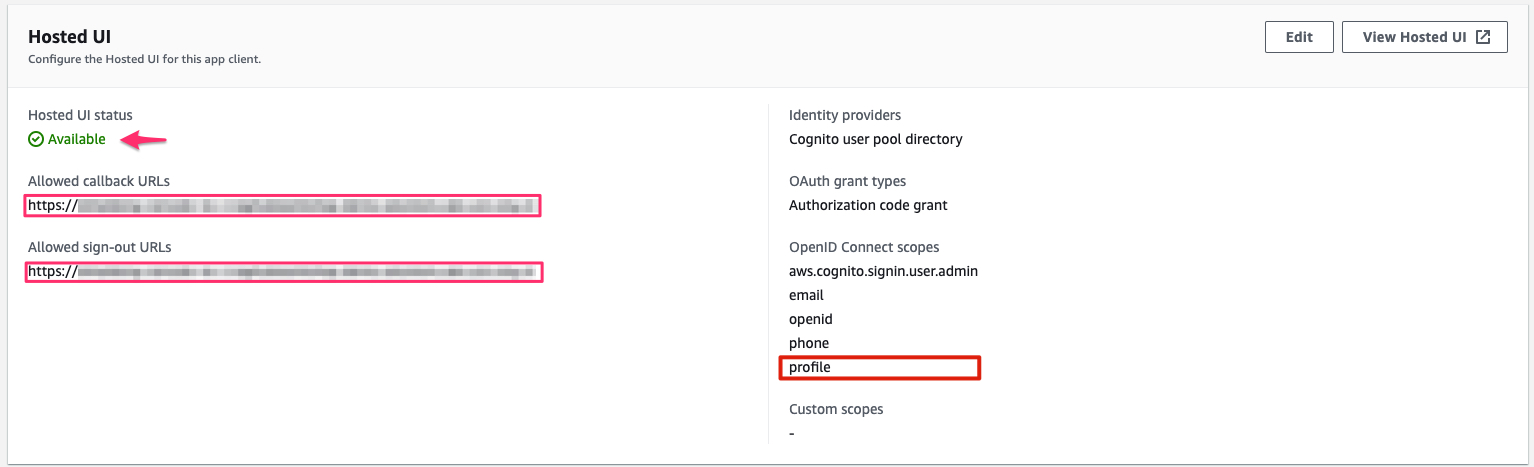 Hosted UI
Configure the Hosted UI for this app client.
Edit
View Hosted UI
Hosted UI status
Available
Allowed callback URLs
https://
Allowed sign-out URLs
https://
Identity providers
Cognito user pool directory
OAuth grant types
Authorization code grant
OpenID Connect scopes
aws.cognito.signin.user.admin
email
openid
phone
profile
Custom scopes
-